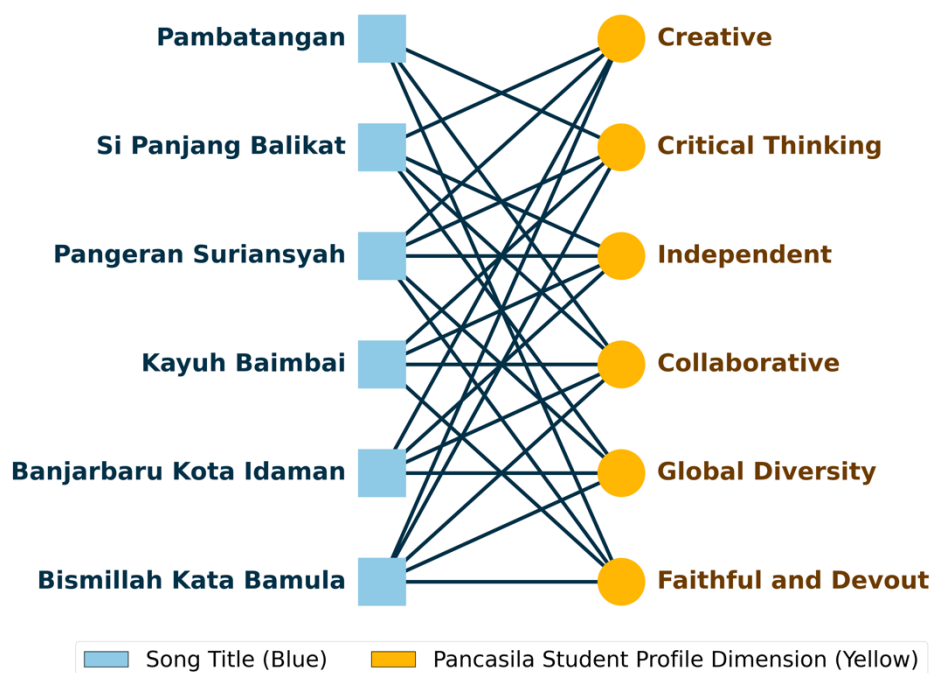 Pambatangan
Creative
Si Panjang Balikat
Critical Thinking
Pangeran Suriansyah
Independent
Kayuh Baimbai
Collaborative
Banjarbaru Kota Idaman
Global Diversity
Bismillah Kata Bamula
Faithful and Devout
Song Title (Blue)
Pancasila Student Profile Dimension (Yellow)